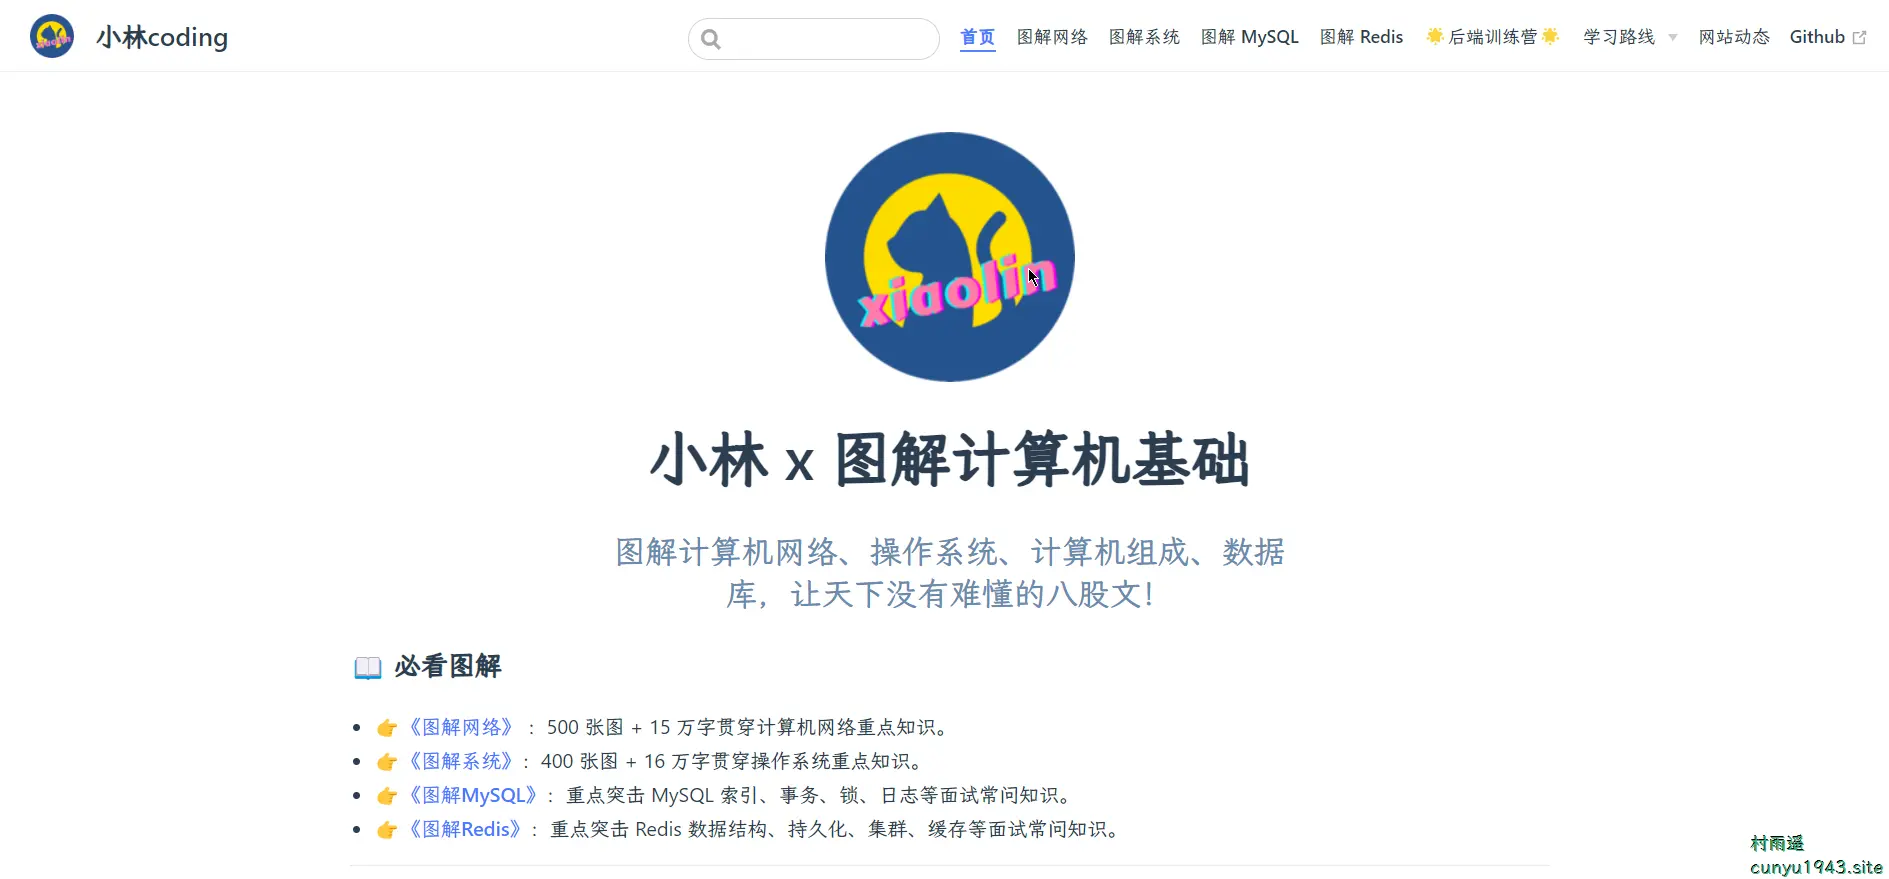 小林coding
首页 图解网络 图解系统 图解 MySQL 图解 Redis 🌟后端训练营🌟 学习路线 网站动态 Github
xiaolin
小林 x 图解计算机基础
图解计算机网络、操作系统、计算机组成、数据
库，让天下没有难懂的八股文！
📖 必看图解
• 👉《图解网络》 ：500 张图 + 15 万字贯穿计算机网络重点知识。
• 👉《图解系统》：400 张图 + 16 万字贯穿操作系统重点知识。
• 👉《图解MySQL》：重点突击 MySQL 索引、事务、锁、日志等面试常问知识。
• 👉《图解Redis》：重点突击 Redis 数据结构、持久化、集群、缓存等面试常问知识。
村雨遥
cunyu1943.site